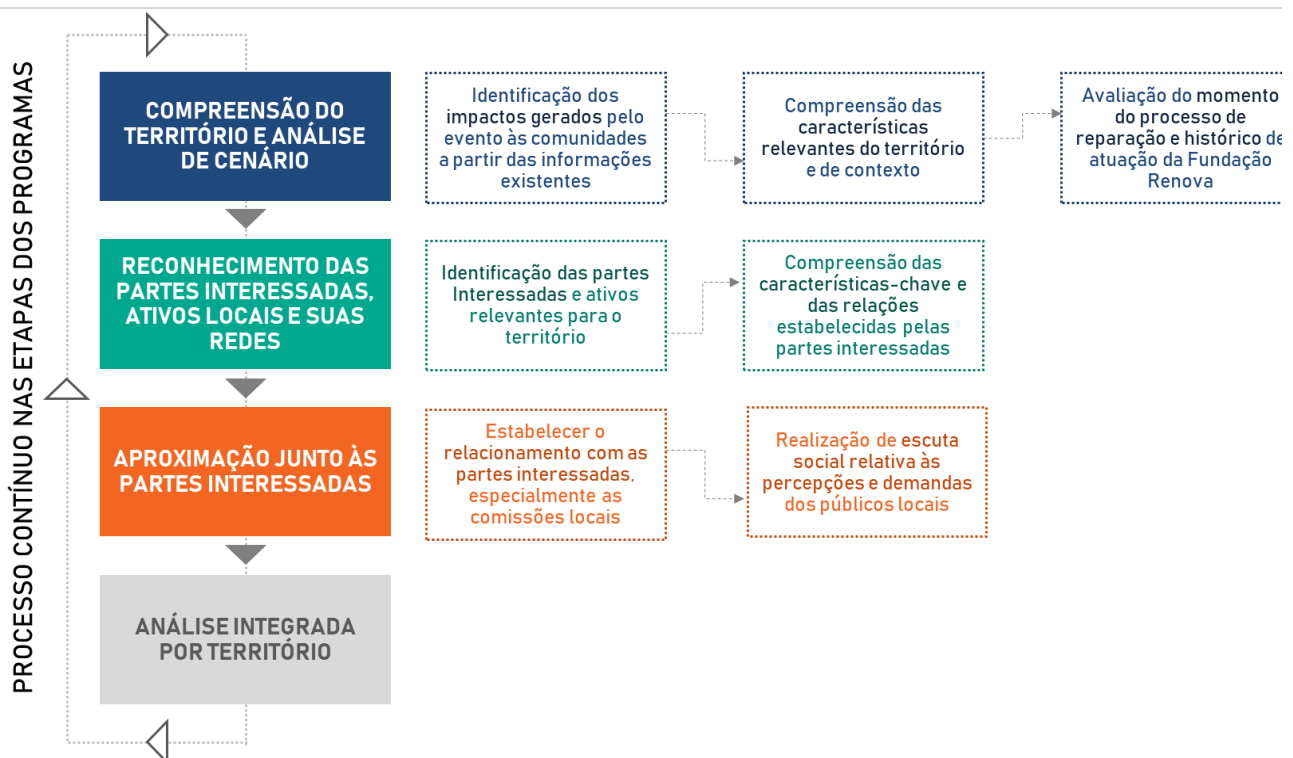 PROCESSO CONTÍNUO NAS ETAPAS DOS PROGRAMAS
COMPREENSÃO DO
TERRITÓRIO E ANÁLISE
DE CENÁRIO
Identificação dos
impactos gerados pelo
evento às comunidades
a partir das informações
existentes
Compreensão das
características
relevantes do território
e de contexto
Avaliação do momento
do processo de
reparação e histórico de
atuação da Fundação
Renova
RECONHECIMENTO DAS
PARTES INTERESSADAS,
ATIVOS LOCAIS E SUAS
REDES
Identificação das partes
Interessadas e ativos
relevantes para o
território
Compreensão das
características-chave e
das relações
estabelecidas pelas
partes interessadas
APROXIMAÇÃO JUNTO ÀS
PARTES INTERESSADAS
Estabelecer o
relacionamento com as
partes interessadas,
especialmente as
comissões locais
Realização de escuta
social relativa às
percepções e demandas
dos públicos locais
ANÁLISE INTEGRADA
POR TERRITÓRIO